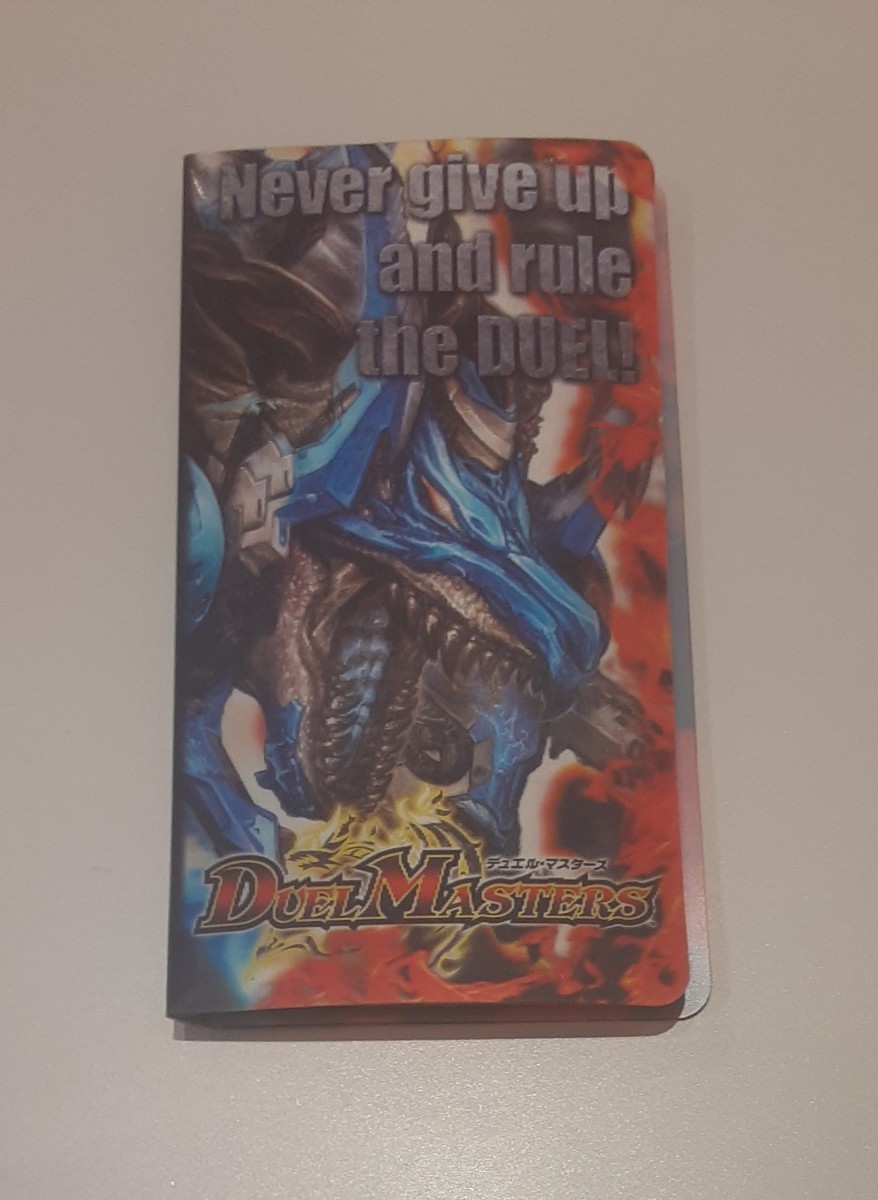 Never give up
and rule
the DUEL!
デュエル・マスターズ
DUEL MASTERS